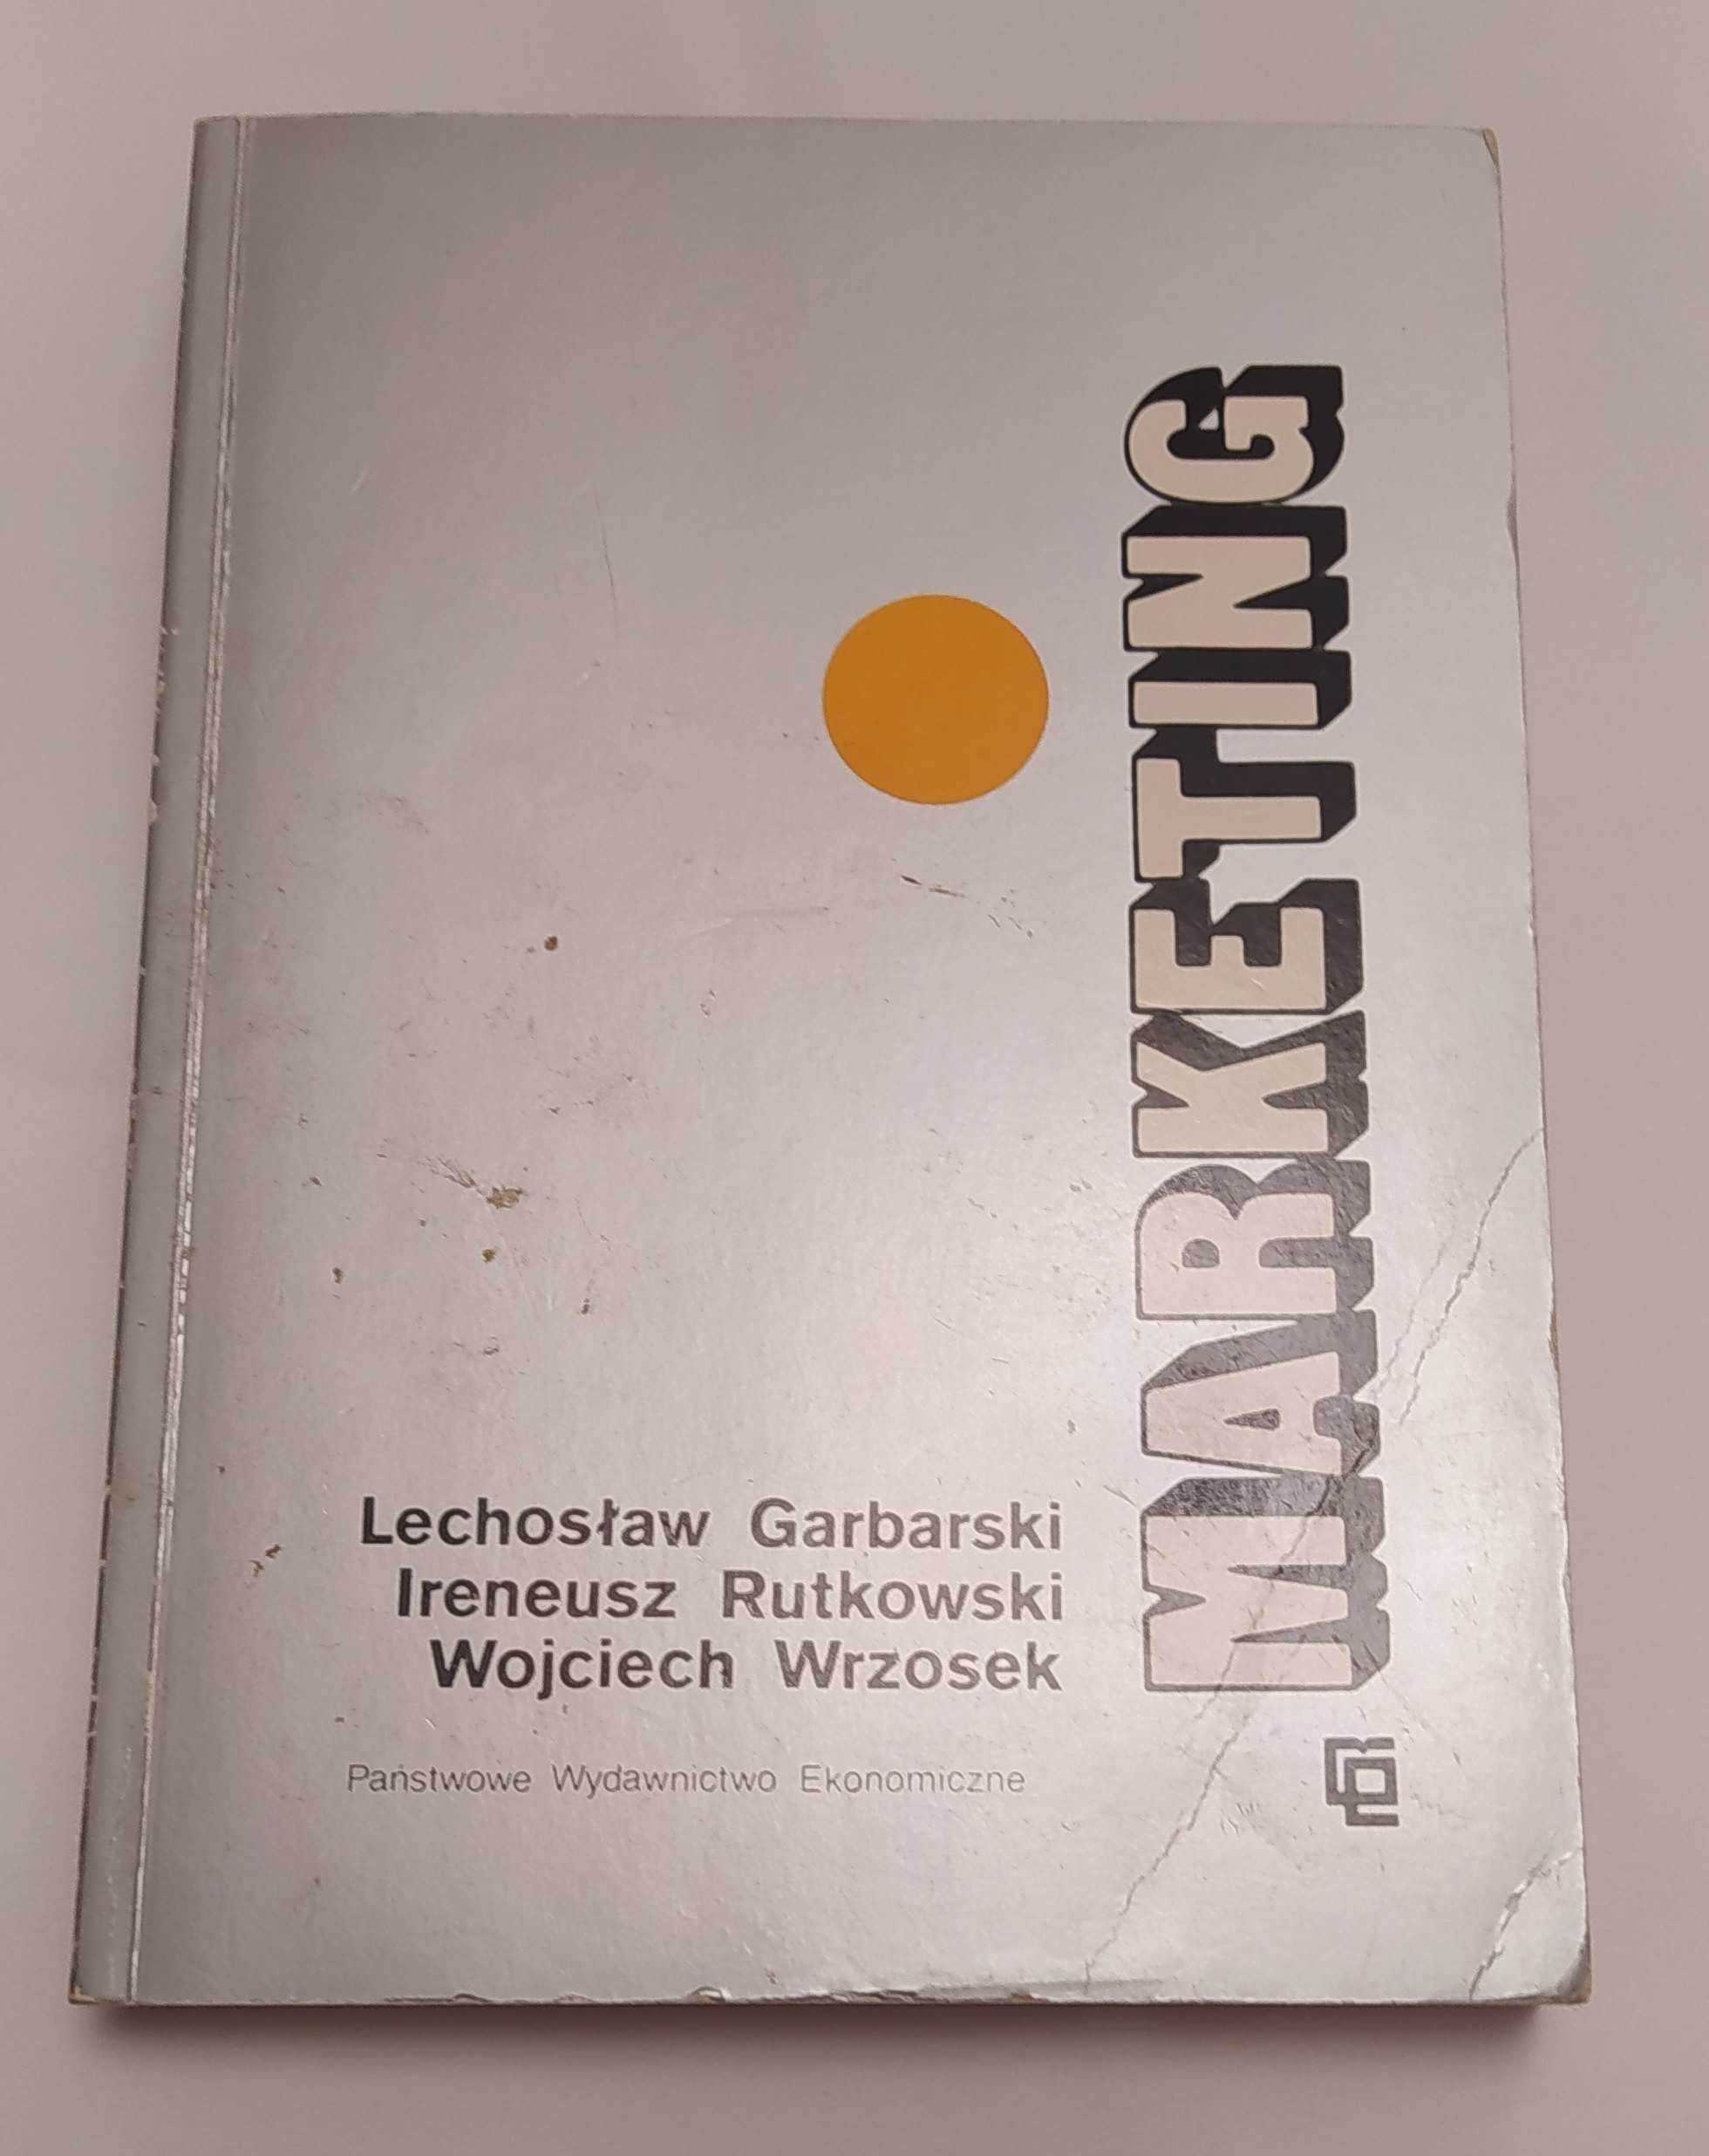 MARKETING
Lechosław Garbarski
Ireneusz Rutkowski
Wojciech Wrzosek
Państwowe Wydawnictwo Ekonomiczne